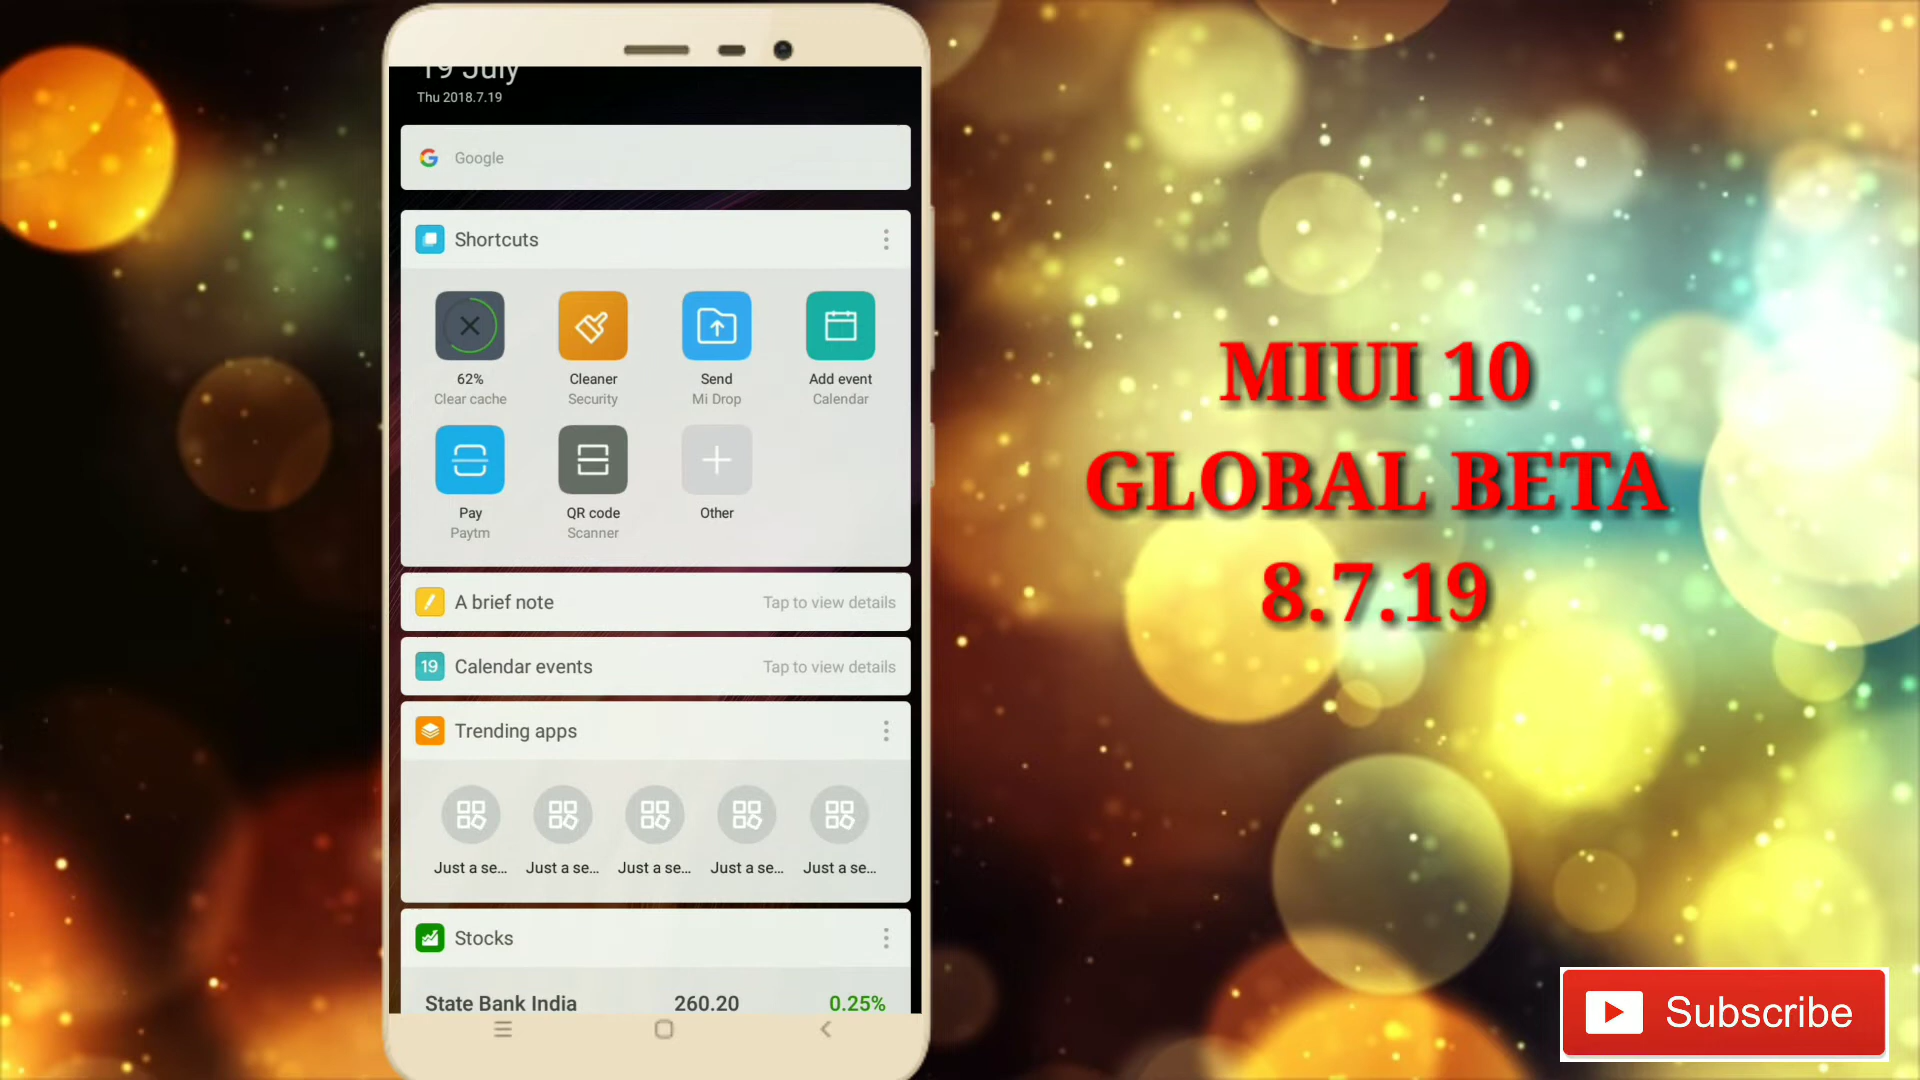 19 July
Thu 2018.7.19
Google
Shortcuts
62%
Clear cache
Cleaner
Security
Send
Mi Drop
Add event
Calendar
Pay
Paytm
QR code
Scanner
Other
A brief note
Tap to view details
19
Calendar events
Tap to view details
Trending apps
Just a se...
Just a se...
Just a se...
Just a se...
Just a se...
Stocks
State Bank India 260.20 0.25%
MIUI 10
GLOBAL BETA
8.7.19
Subscribe